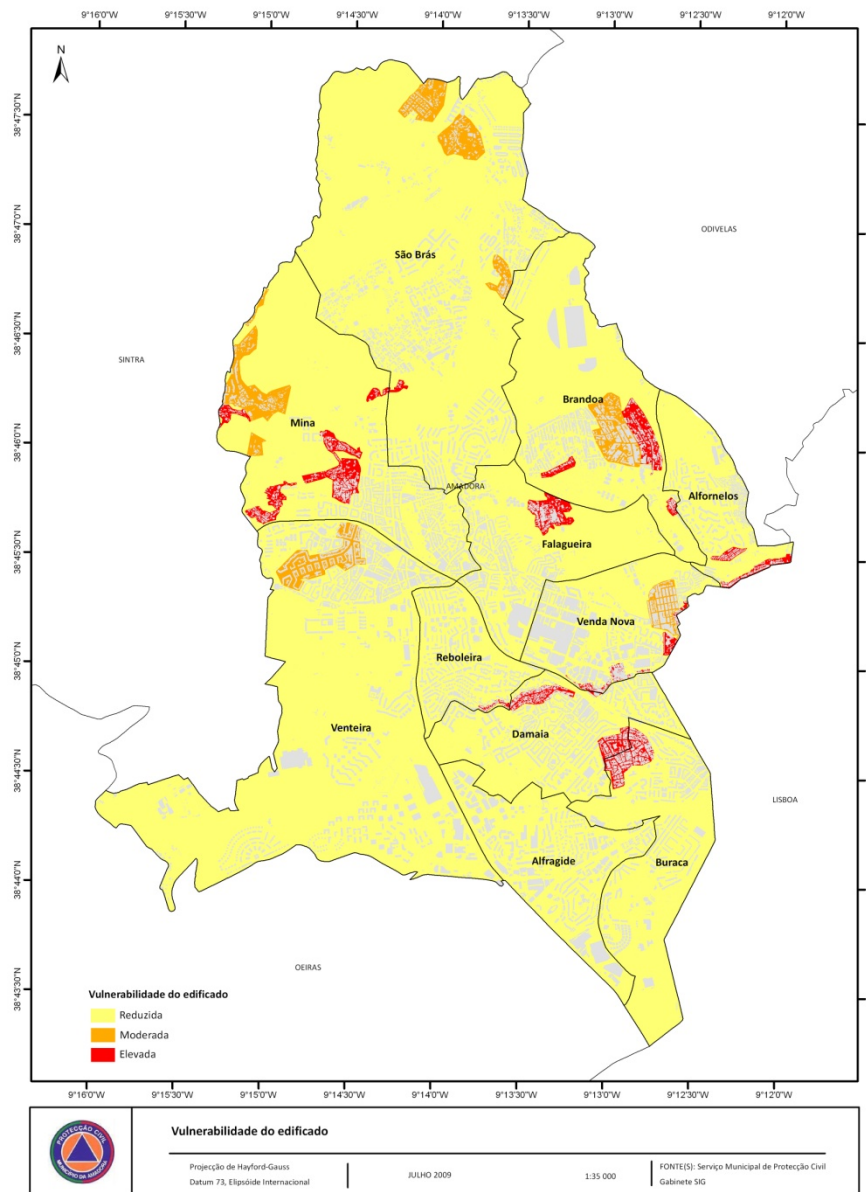 9°16'0"W 9°15'30"W 9°15'0"W 9°14'30"W 9°14'0"W 9°13'30"W 9°13'0"W 9°12'30"W 9°12'0"W
N
38°47'30"N
38°47'0"N
ODIVELAS
São Brás
38°46'30"N
SINTRA
Brandoa
Mina
38°46'0"N
AMADORA
Alfornelos
Falagueira
38°45'30"N
Venda Nova
Reboleira
38°45'0"N
Venteira
Damaia
38°44'30"N
LISBOA
Alfragide
Buraca
38°44'0"N
OEIRAS
38°43'30"N
Vulnerabilidade do edificado
Reduzida
Moderada
Elevada
9°16'0"W 9°15'30"W 9°15'0"W 9°14'30"W 9°14'0"W 9°13'30"W 9°13'0"W 9°12'30"W 9°12'0"W
PROTECÇÃO CIVIL
MUNICÍPIO DA AMADORA
Vulnerabilidade do edificado
Projecção de Hayford-Gauss
Datum 73, Elipsóide Internacional
JULHO 2009
1:35 000
FONTE(S): Serviço Municipal de Protecção Civil
Gabinete SIG